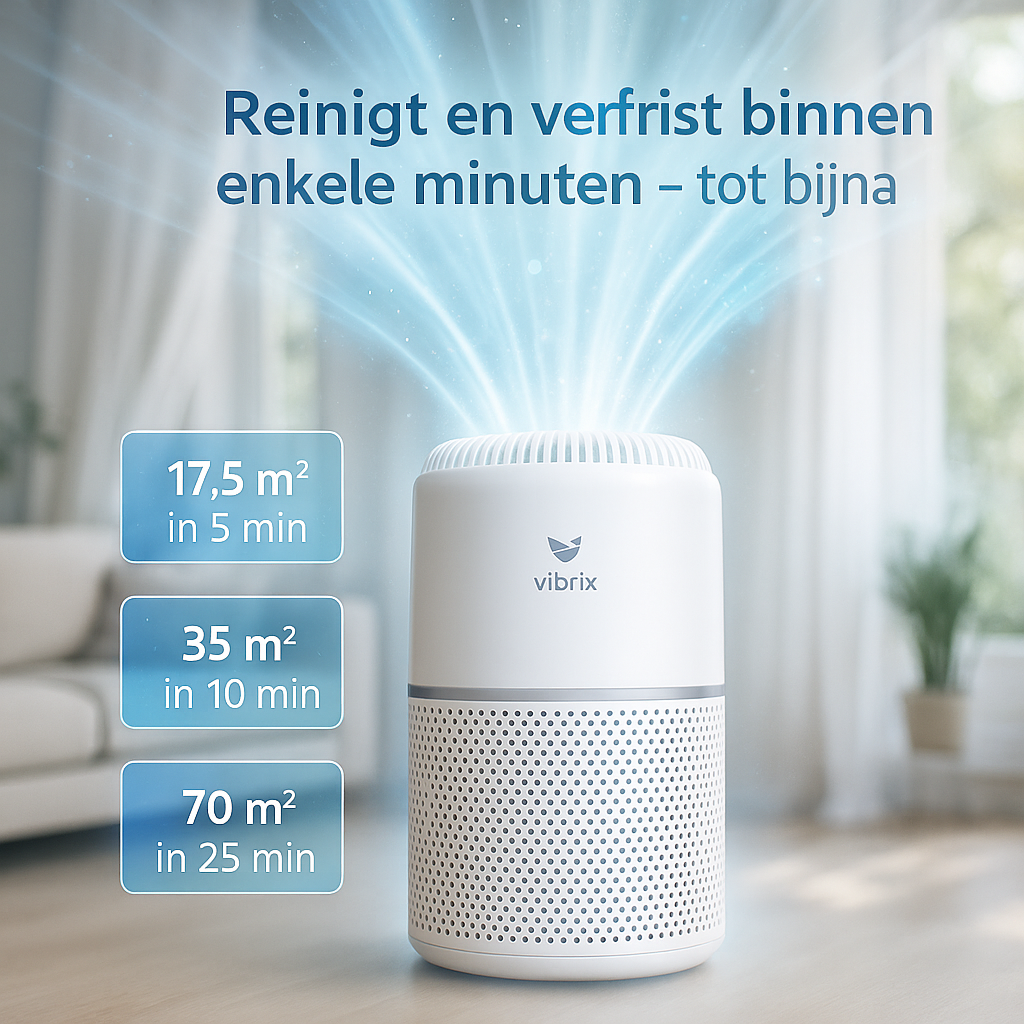 Reinigt en verfrist binnen
enkele minuten – tot bijna
17,5 m²
in 5 min
vibrix
35 m²
in 10 min
70 m²
in 25 min